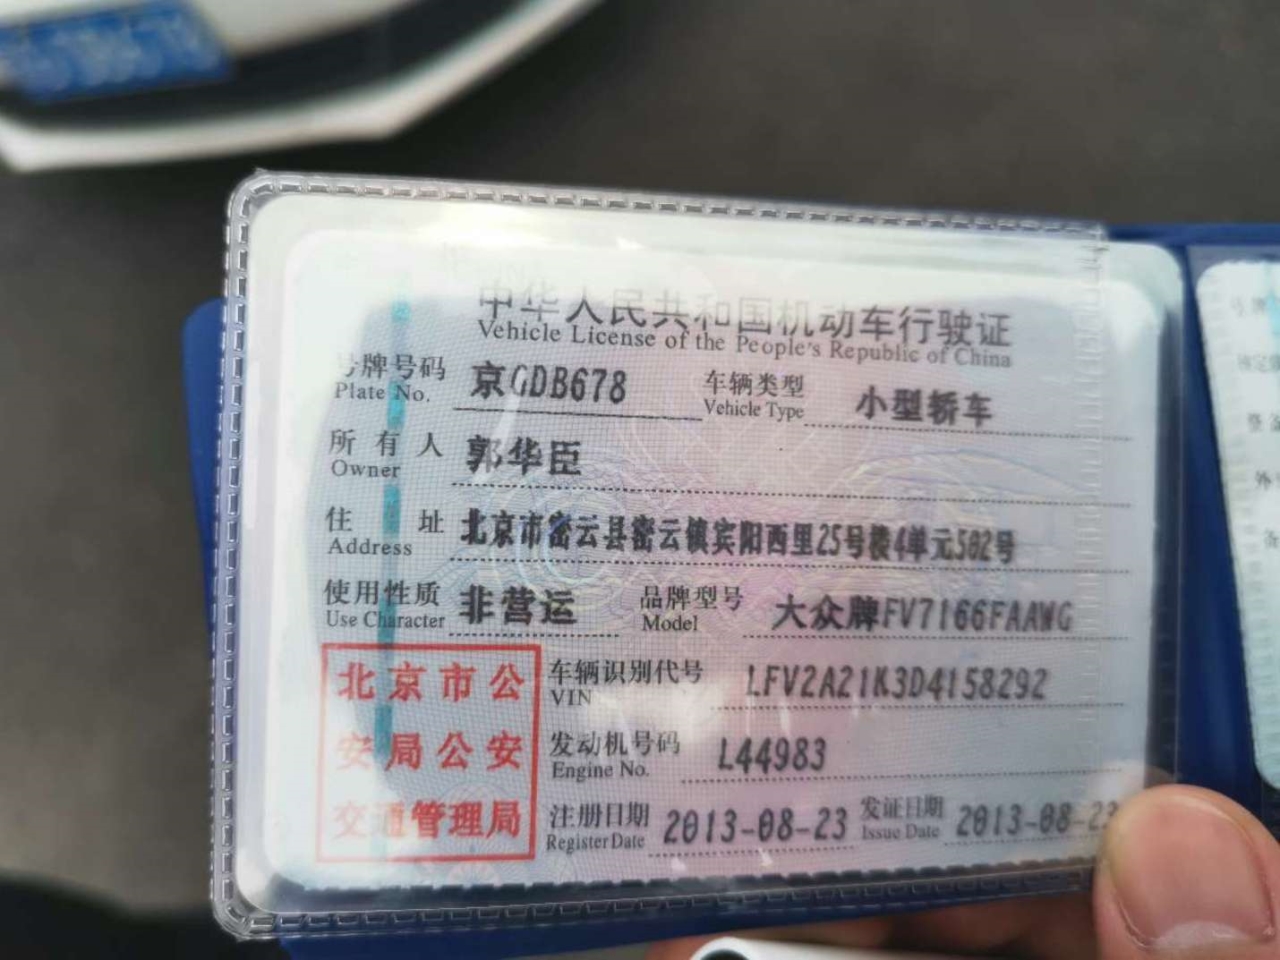 中华人民共和国机动车行驶证
Vehicle License of the People's Republic of China
号牌号码 京GDB678 车辆类型 小型轿车
Plate No. Vehicle Type
所有人 郭华臣
Owner
住址 北京市密云县密云镇宾阳西里25号楼4单元502号
Address
使用性质 非营运 品牌型号 大众牌FV7166FAAWG
Use Character Model
北京市公安局公安交通管理局
车辆识别代号 LFV2A21K3D4158292
VIN
发动机号码 L44983
Engine No.
注册日期 2013-08-23 发证日期 2013-08-23
Register Date Issue Date